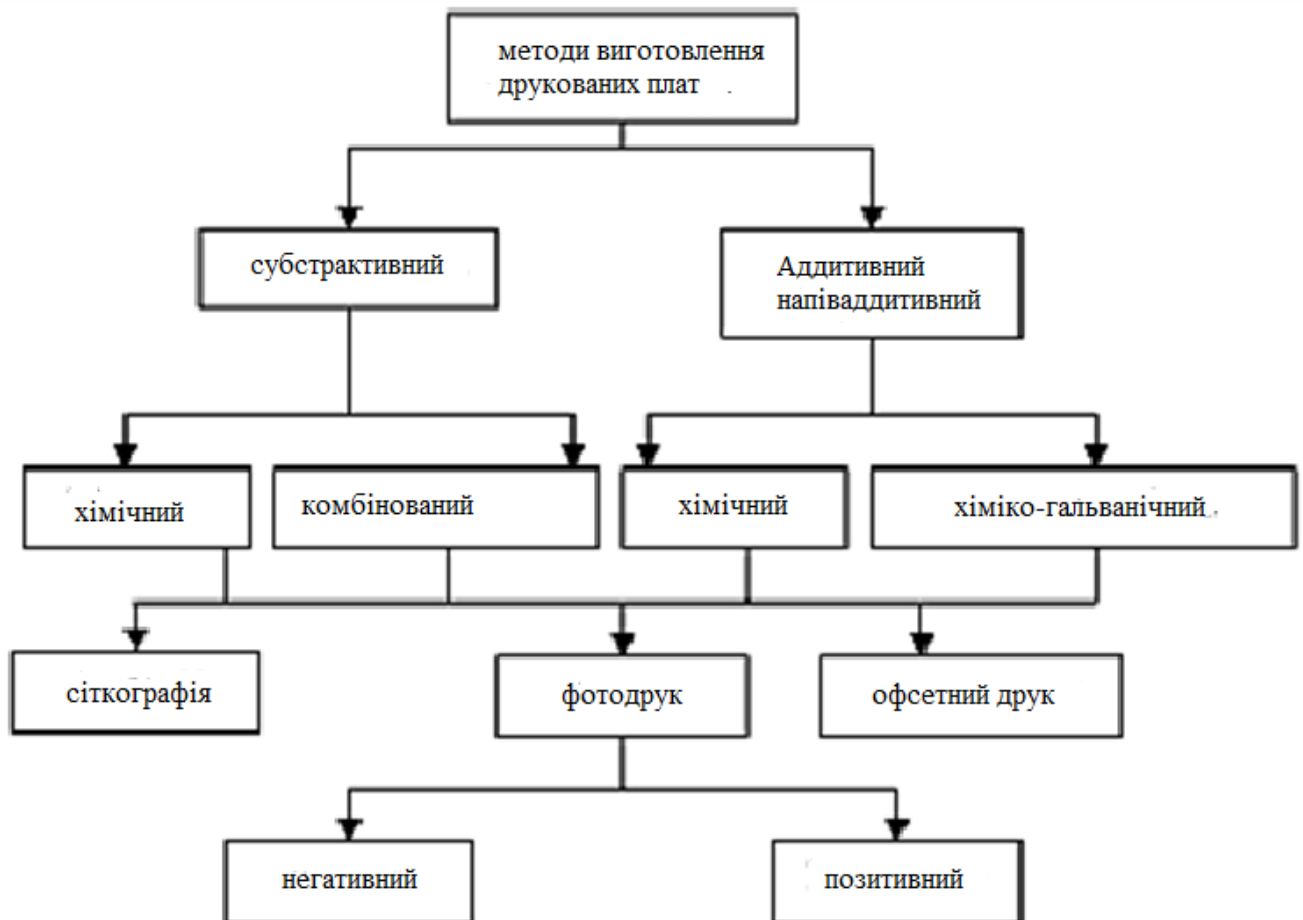 методи виготовлення
друкованих плат .
субстрактивний
Аддитивний
напіваддитивний
хімічний
комбінований
хімічний
хіміко-гальванічний
сіткографія
фотодрук
офсетний друк
негативний
позитивний